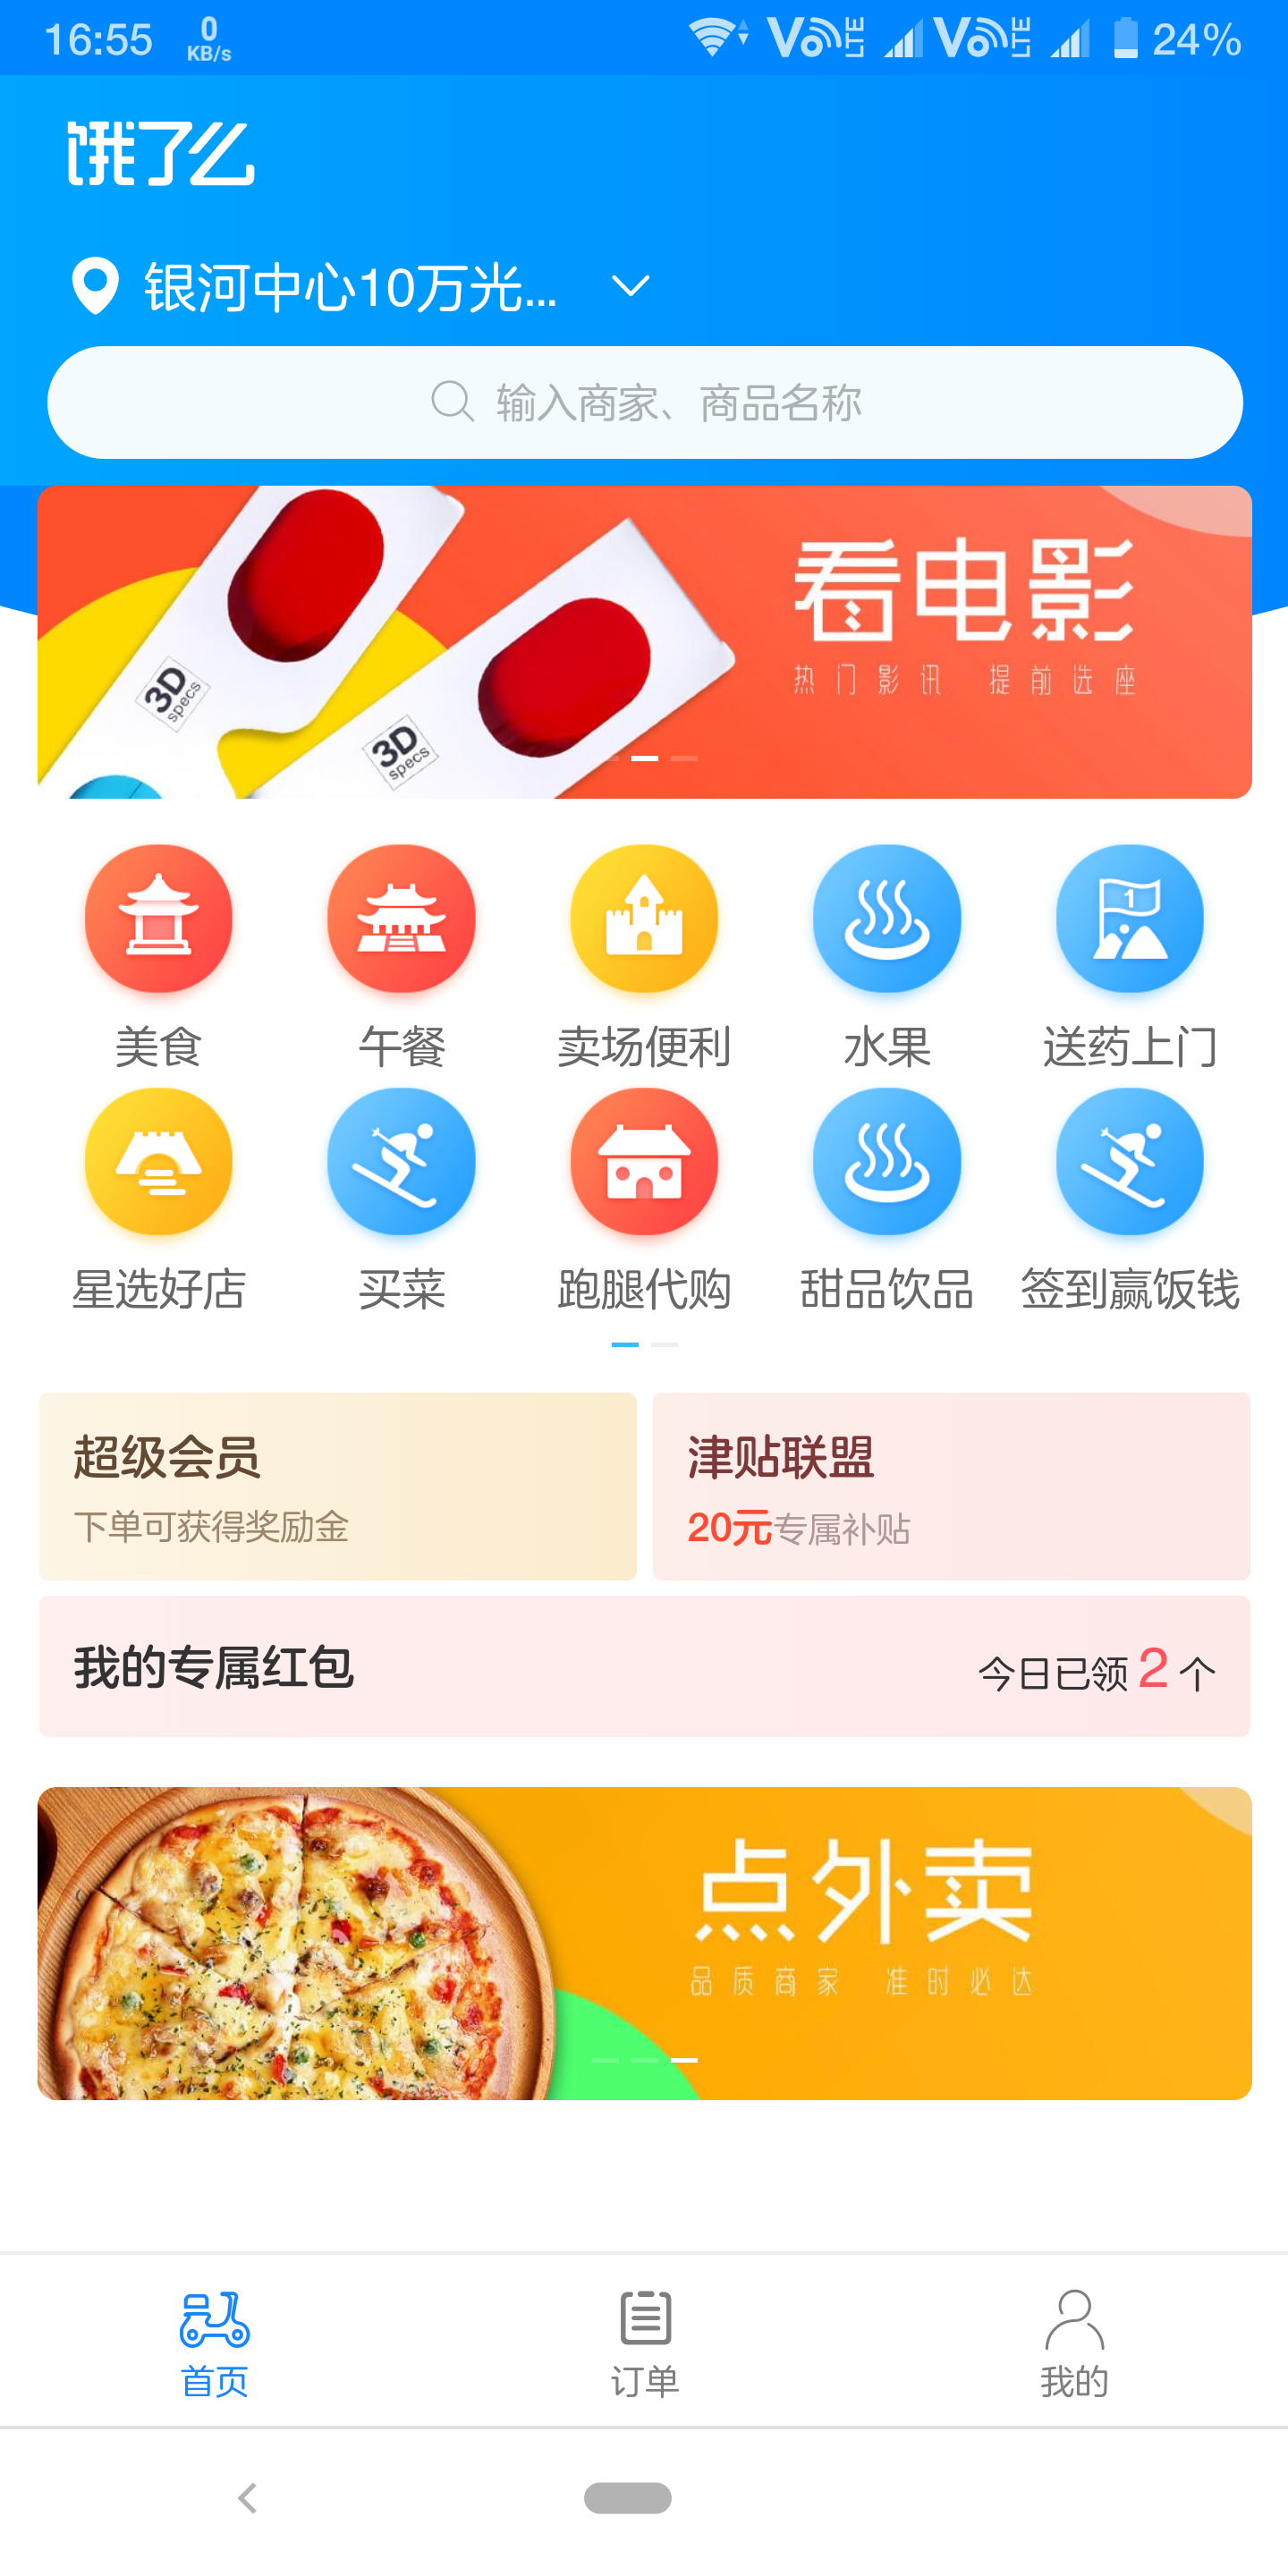 16:55 0 KB/s Vo LTE Vo LTE 24%
饿了么
银河中心10万光...
输入商家、商品名称
看电影
热门影讯 提前选座
3D specs
3D specs
美食 午餐 卖场便利 水果 送药上门
1
星选好店 买菜 跑腿代购 甜品饮品 签到赢饭钱
超级会员
下单可获得奖励金
津贴联盟
20元专属补贴
我的专属红包 今日已领 2 个
点外卖
品质商家 准时必达
首页 订单 我的